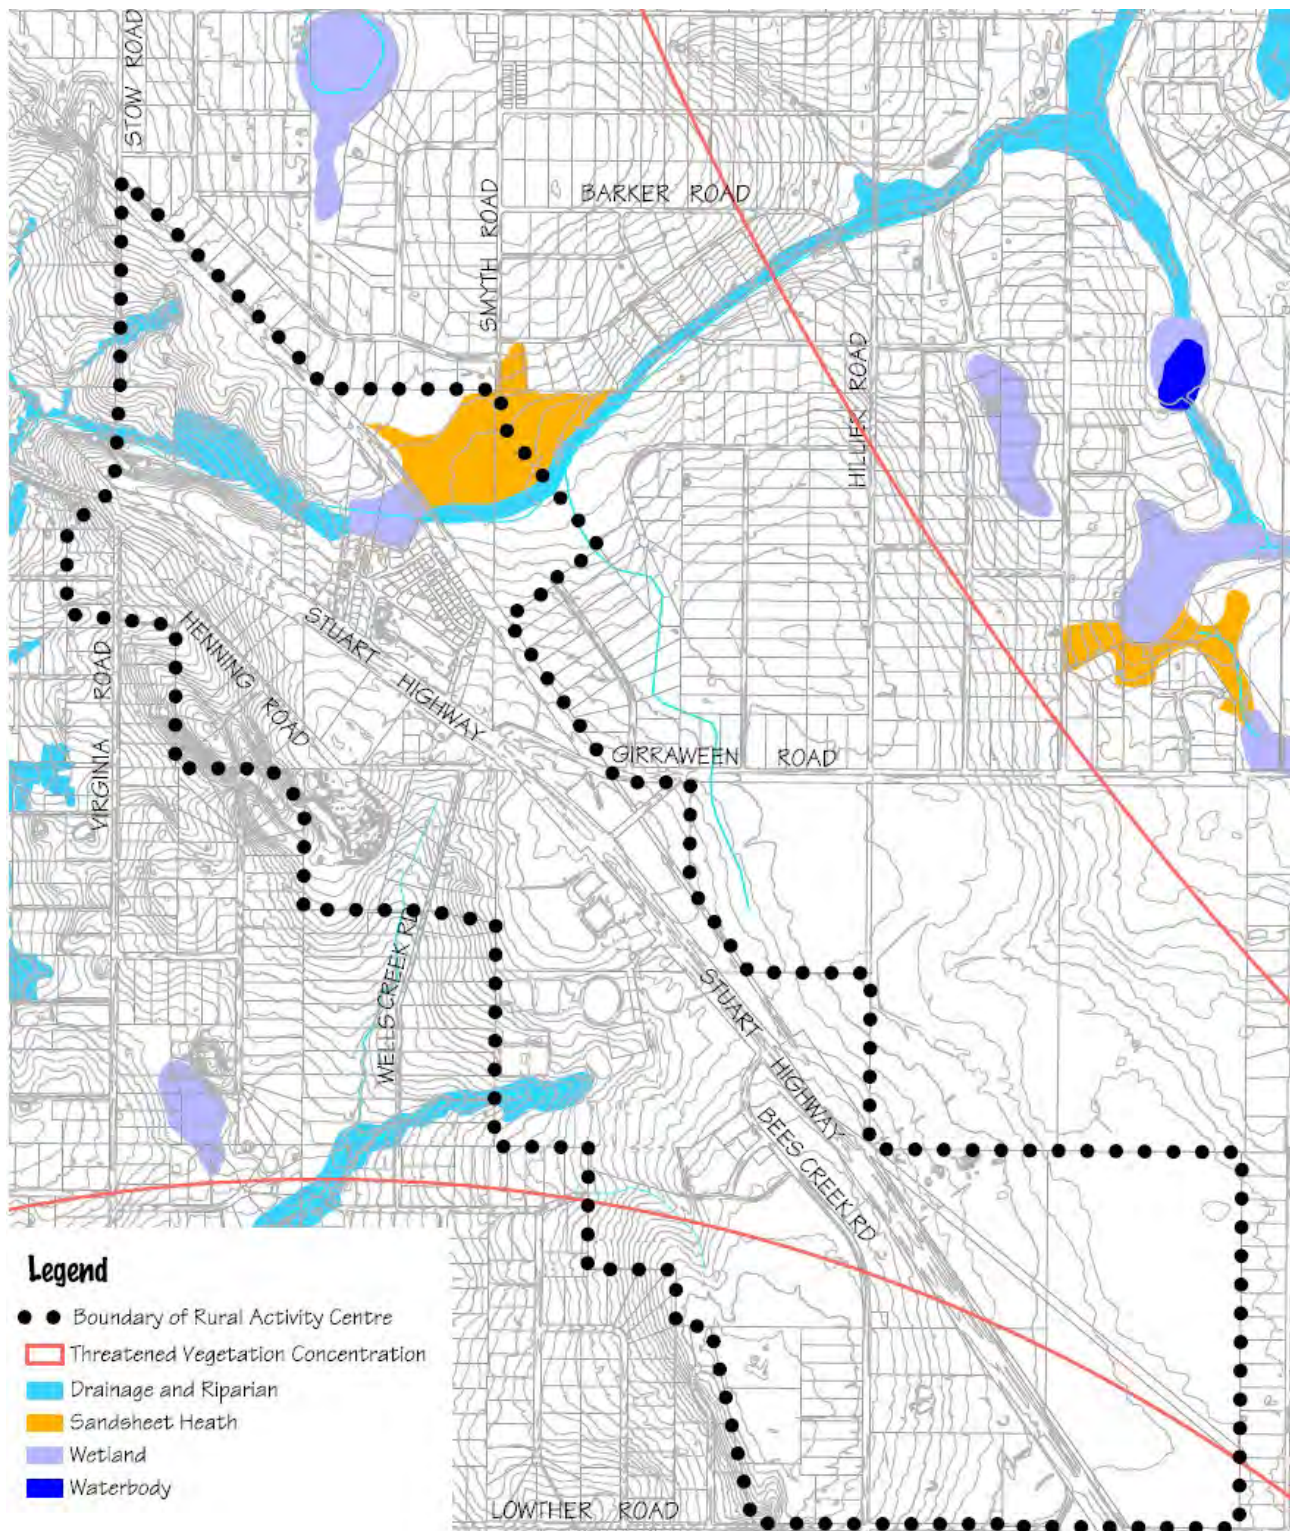 STOW ROAD
SMYTH ROAD
BARKER ROAD
HILLIER ROAD
HENNING ROAD
STUART HIGHWAY
VIRGINIA ROAD
GIRRAWEEN ROAD
WELLS CREEK RD
STUART HIGHWAY
BEES CREEK RD
LOWTHER ROAD
Legend
Boundary of Rural Activity Centre
Threatened Vegetation Concentration
Drainage and Riparian
Sandsheet Heath
Wetland
Waterbody